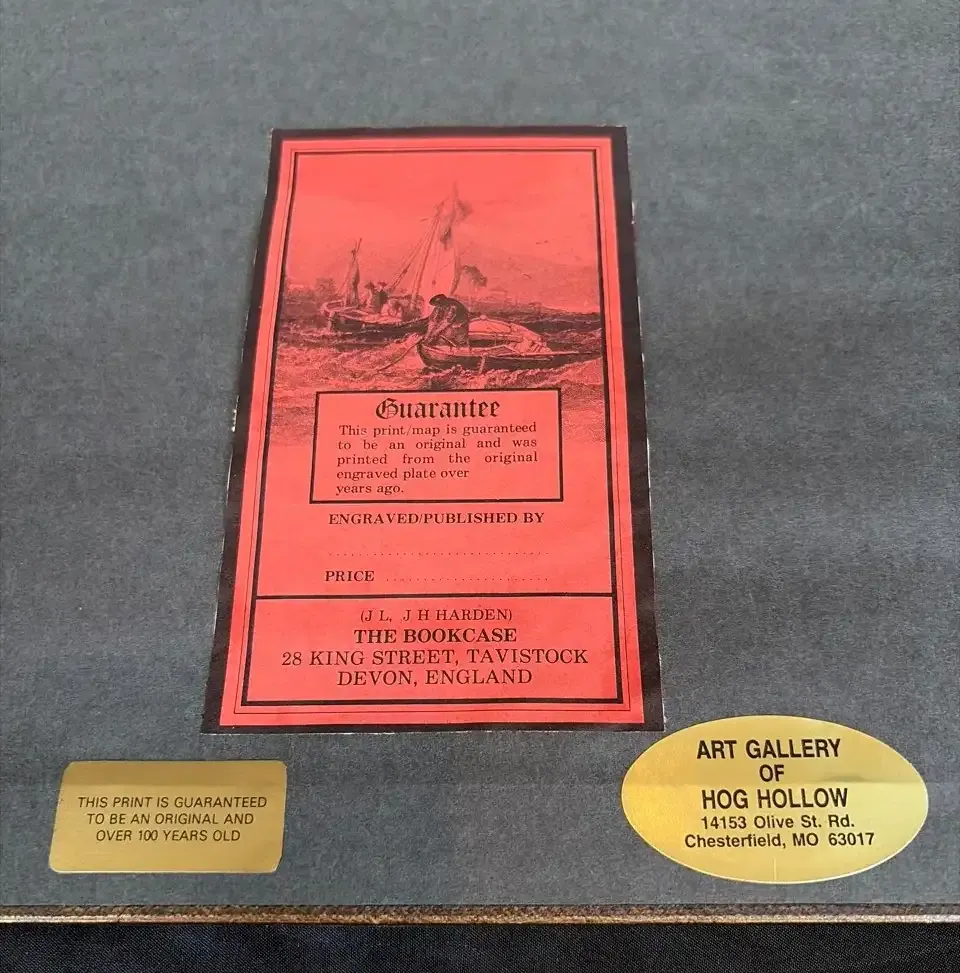 Guarantee
This print/map is guaranteed
to be an original and was
printed from the original
engraved plate over
years ago.
ENGRAVED/PUBLISHED BY
PRICE
(J L, J H HARDEN)
THE BOOKCASE
28 KING STREET, TAVISTOCK
DEVON, ENGLAND
THIS PRINT IS GUARANTEED
TO BE AN ORIGINAL AND
OVER 100 YEARS OLD
ART GALLERY
OF
HOG HOLLOW
14153 Olive St. Rd.
Chesterfield, MO 63017